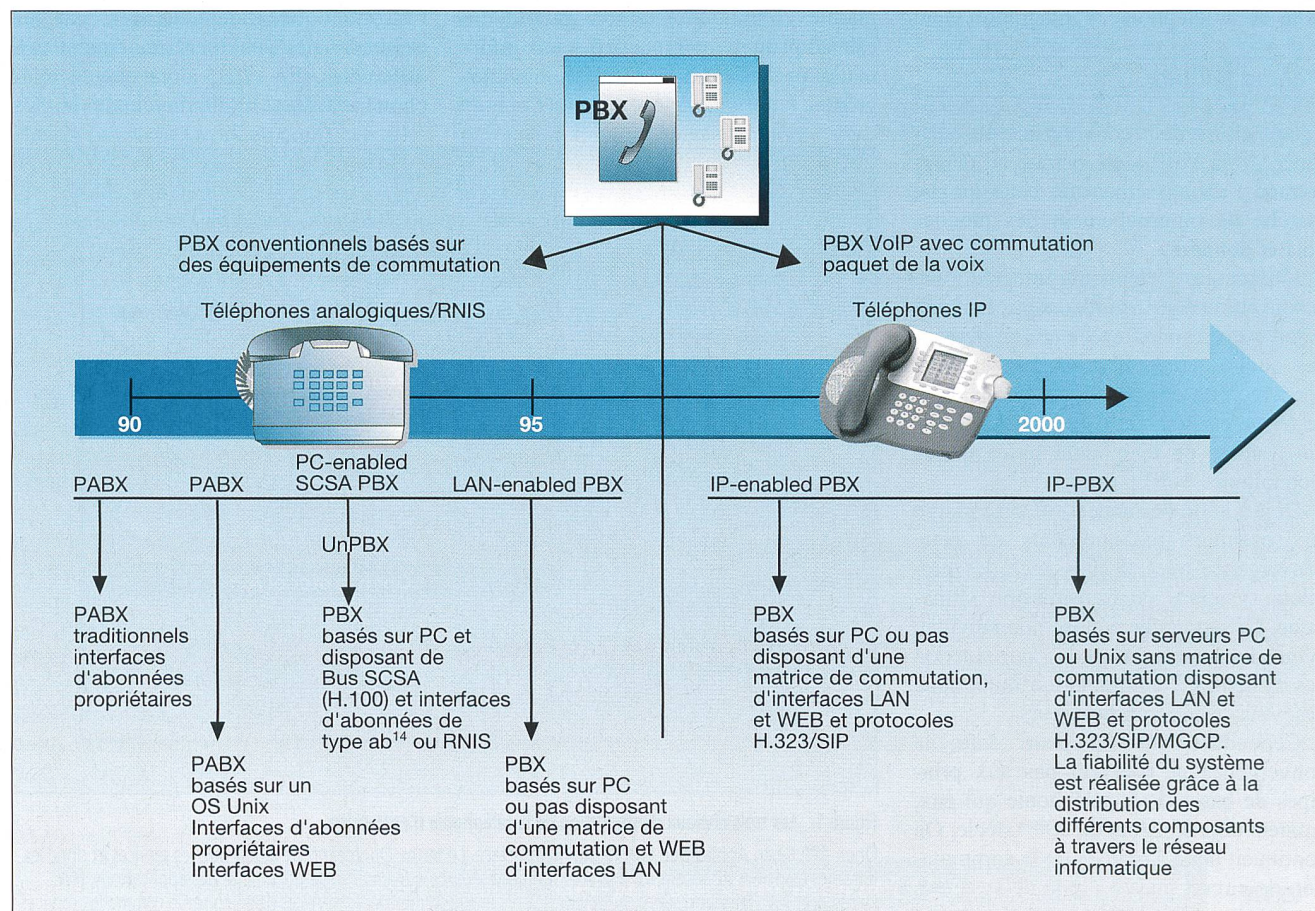 PBX
PBX conventionnels basés sur
des équipements de commutation
PBX VoIP avec commutation
paquet de la voix
Téléphones analogiques/RNIS
Téléphones IP
90
95
2000
PABX
PABX
PC-enabled
SCSA PBX
LAN-enabled PBX
IP-enabled PBX
IP-PBX
UnPBX
PABX
traditionnels
interfaces
d'abonnées
propriétaires
PABX
basés sur un
OS Unix
Interfaces d'abonnées
propriétaires
Interfaces WEB
PBX
basés sur PC et
disposant de
Bus SCSA
(H.100) et interfaces
d'abonnées de
type ab¹⁴ ou RNIS
PBX
basés sur PC
ou pas disposant
d'une matrice de
commutation et WEB
d'interfaces LAN
PBX
basés sur PC ou pas
disposant d'une
matrice de commutation,
d'interfaces LAN
et WEB et protocoles
H.323/SIP
PBX
basés sur serveurs PC
ou Unix sans matrice de
commutation disposant
d'interfaces LAN et
WEB et protocoles
H.323/SIP/MGCP.
La fiabilité du système
est réalisée grâce à la
distribution des
différents composants
à travers le réseau
informatique